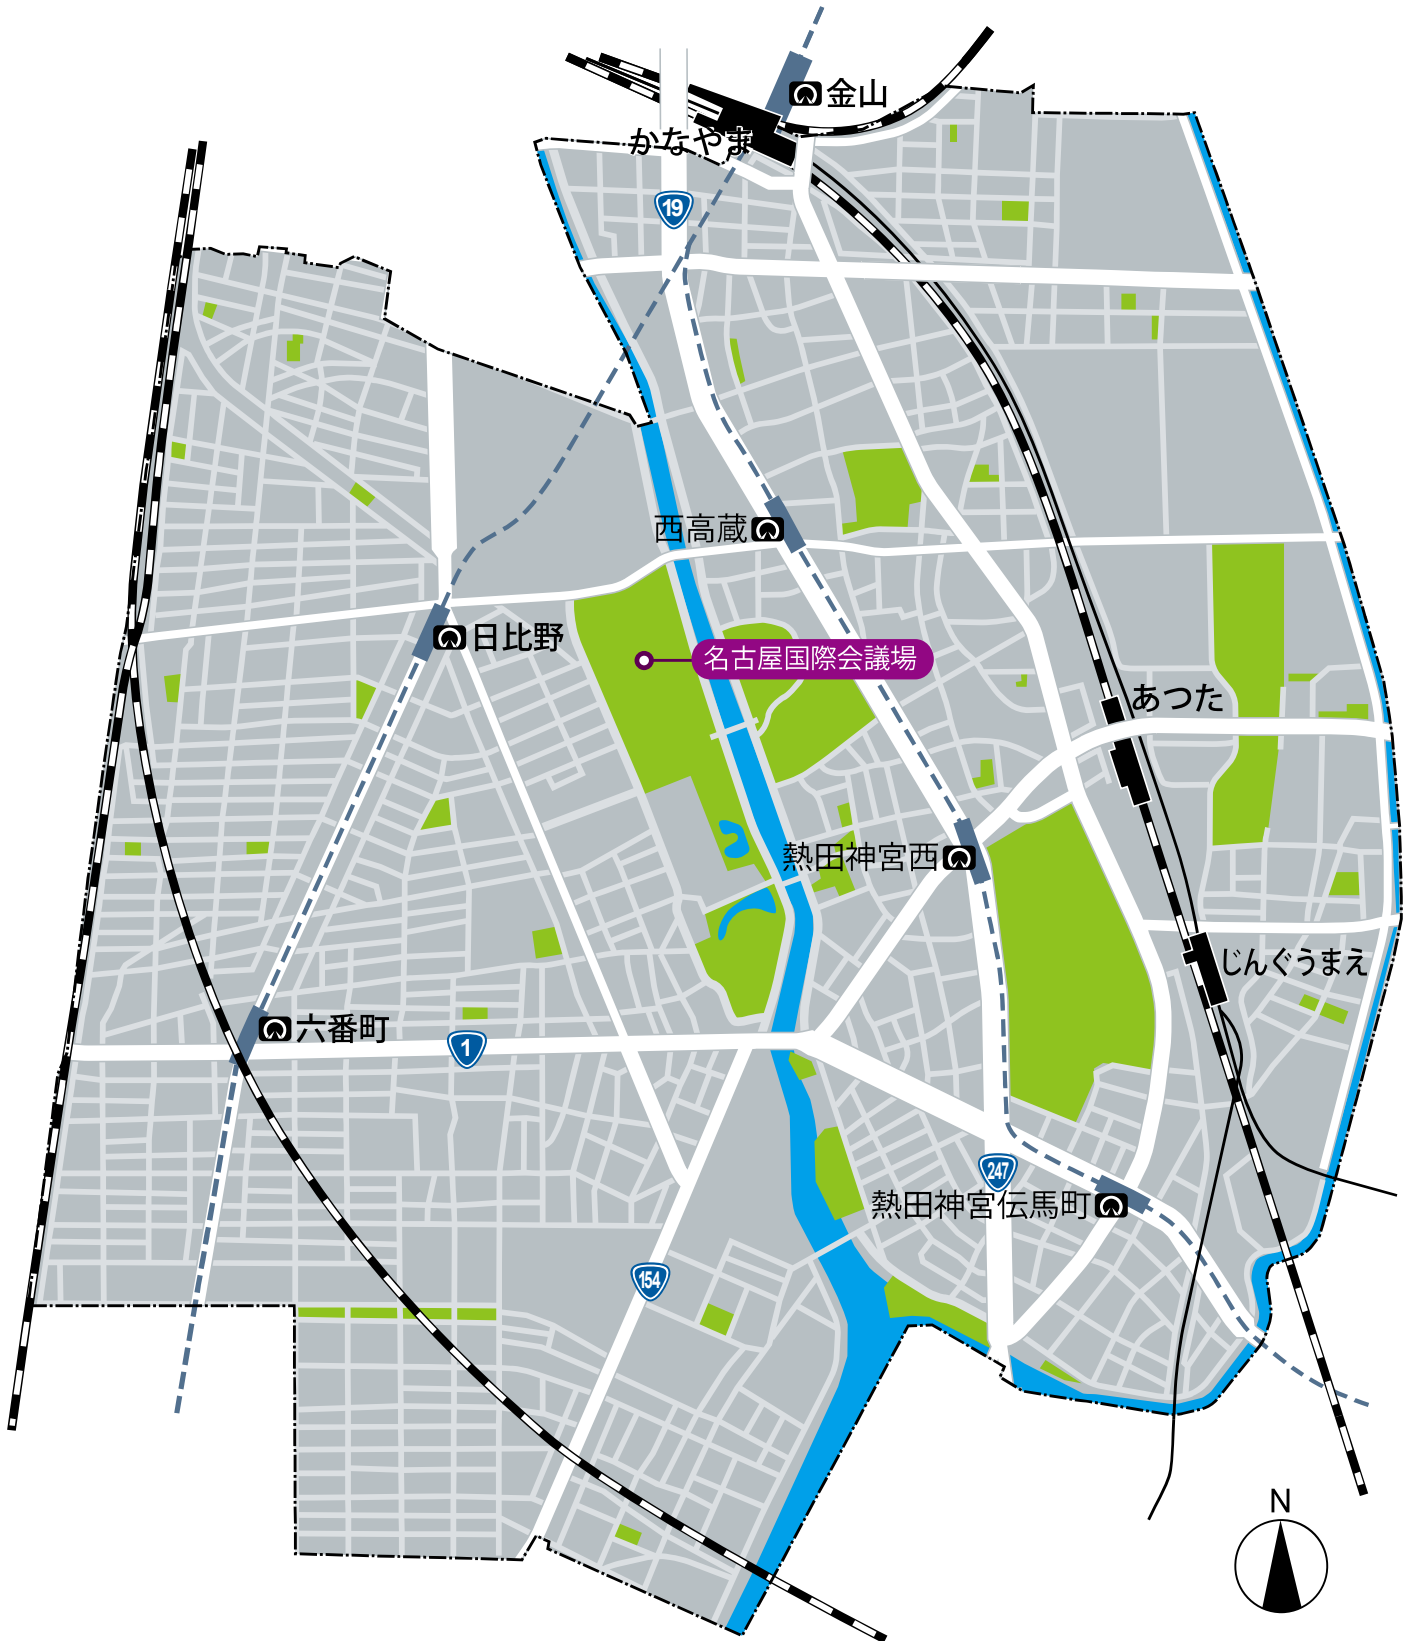 金山
かなやま
19
西高蔵
日比野
名古屋国際会議場
あつた
熱田神宮西
じんぐうまえ
六番町
1
247
熱田神宮伝馬町
154
N